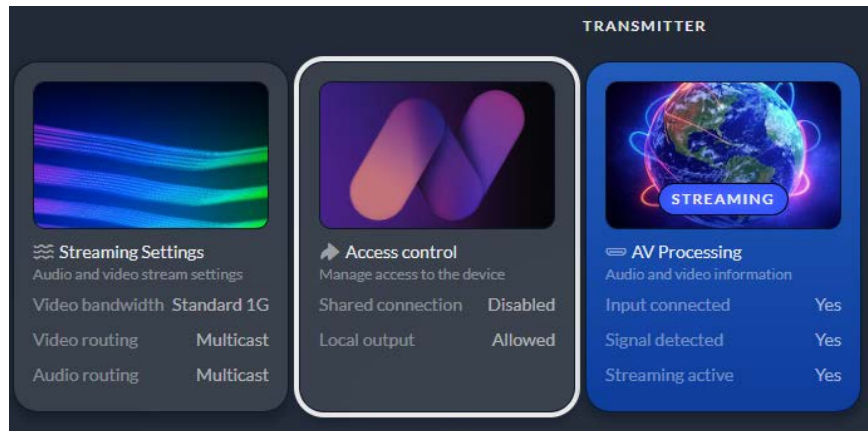 TRANSMITTER
STREAMING
Streaming Settings
Audio and video stream settings
Video bandwidth Standard 1G
Video routing Multicast
Audio routing Multicast
Access control
Manage access to the device
Shared connection Disabled
Local output Allowed
AV Processing
Audio and video information
Input connected Yes
Signal detected Yes
Streaming active Yes